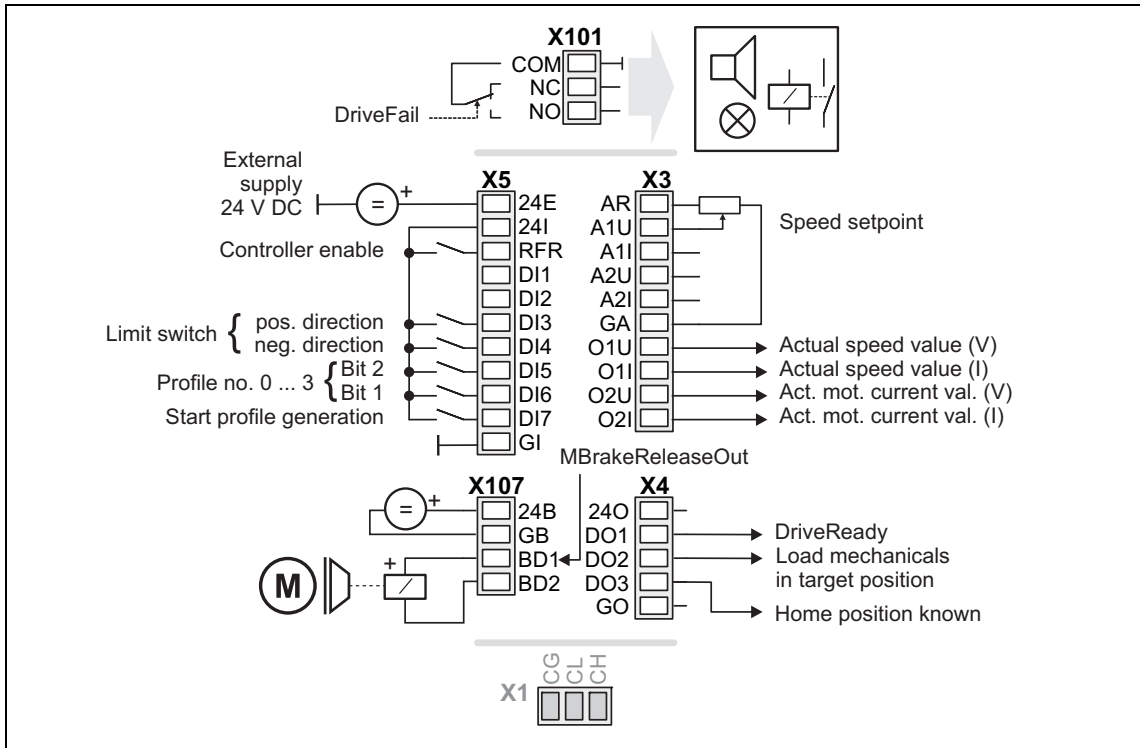 X101
COM
NC
NO
DriveFail
External
supply
24 V DC
=
+
X5
24E
24I
RFR
DI1
DI2
DI3
DI4
DI5
DI6
DI7
GI
Controller enable
Limit switch { pos. direction
neg. direction
Profile no. 0 ... 3 { Bit 2
Bit 1
Start profile generation
X3
AR
A1U
A1I
A2U
A2I
GA
O1U
O1I
O2U
O2I
Speed setpoint
Actual speed value (V)
Actual speed value (I)
Act. mot. current val. (V)
Act. mot. current val. (I)
MBrakeReleaseOut
X107
=
+
24B
GB
BD1
BD2
+
M
X4
24O
DO1
DO2
DO3
GO
DriveReady
Load mechanicals
in target position
Home position known
X1
CG
CL
CH